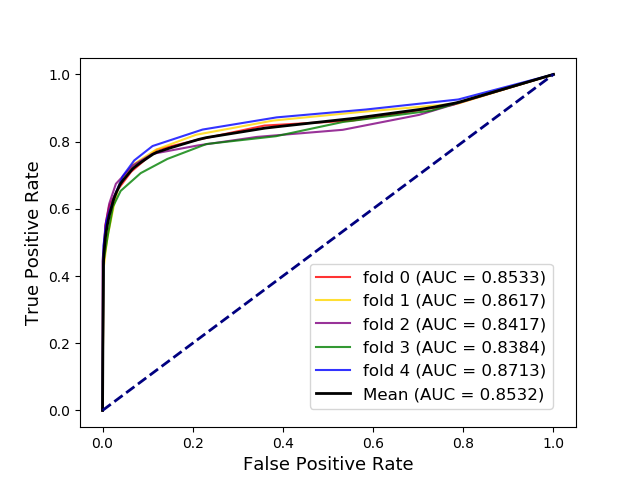 1.0
0.8
0.6
0.4
0.2
0.0
True Positive Rate
fold 0 (AUC = 0.8533)
fold 1 (AUC = 0.8617)
fold 2 (AUC = 0.8417)
fold 3 (AUC = 0.8384)
fold 4 (AUC = 0.8713)
Mean (AUC = 0.8532)
0.0 0.2 0.4 0.6 0.8 1.0
False Positive Rate